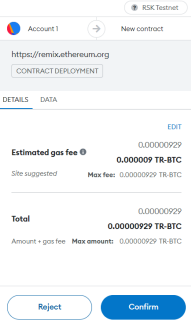 RSK Testnet
Account 1 New contract
https://remix.ethereum.org
CONTRACT DEPLOYMENT
DETAILS DATA
EDIT
0.00000929
Estimated gas fee
0.000009 TR-BTC
Site suggested Max fee: 0.00000929 TR-BTC
0.00000929
Total
0.00000929 TR-BTC
Amount + gas fee Max amount: 0.00000929 TR-BTC
Reject Confirm